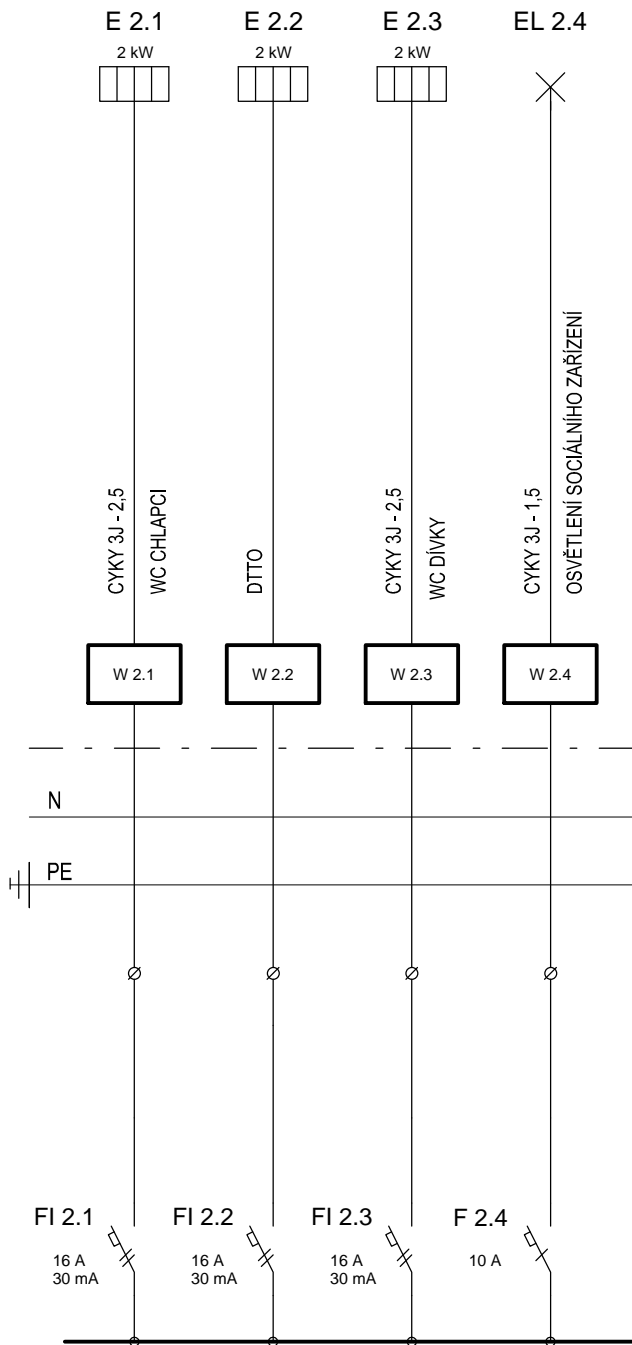 E 2.1
E 2.2
E 2.3
EL 2.4
2 kW
2 kW
2 kW
CYKY 3J - 2,5
WC CHLAPCI
DTTO
CYKY 3J - 2,5
WC DÍVKY
CYKY 3J - 1,5
OSVĚTLENÍ SOCIÁLNÍHO ZAŘÍZENÍ
W 2.1
W 2.2
W 2.3
W 2.4
N
PE
FI 2.1
16 A
30 mA
FI 2.2
16 A
30 mA
FI 2.3
16 A
30 mA
F 2.4
10 A